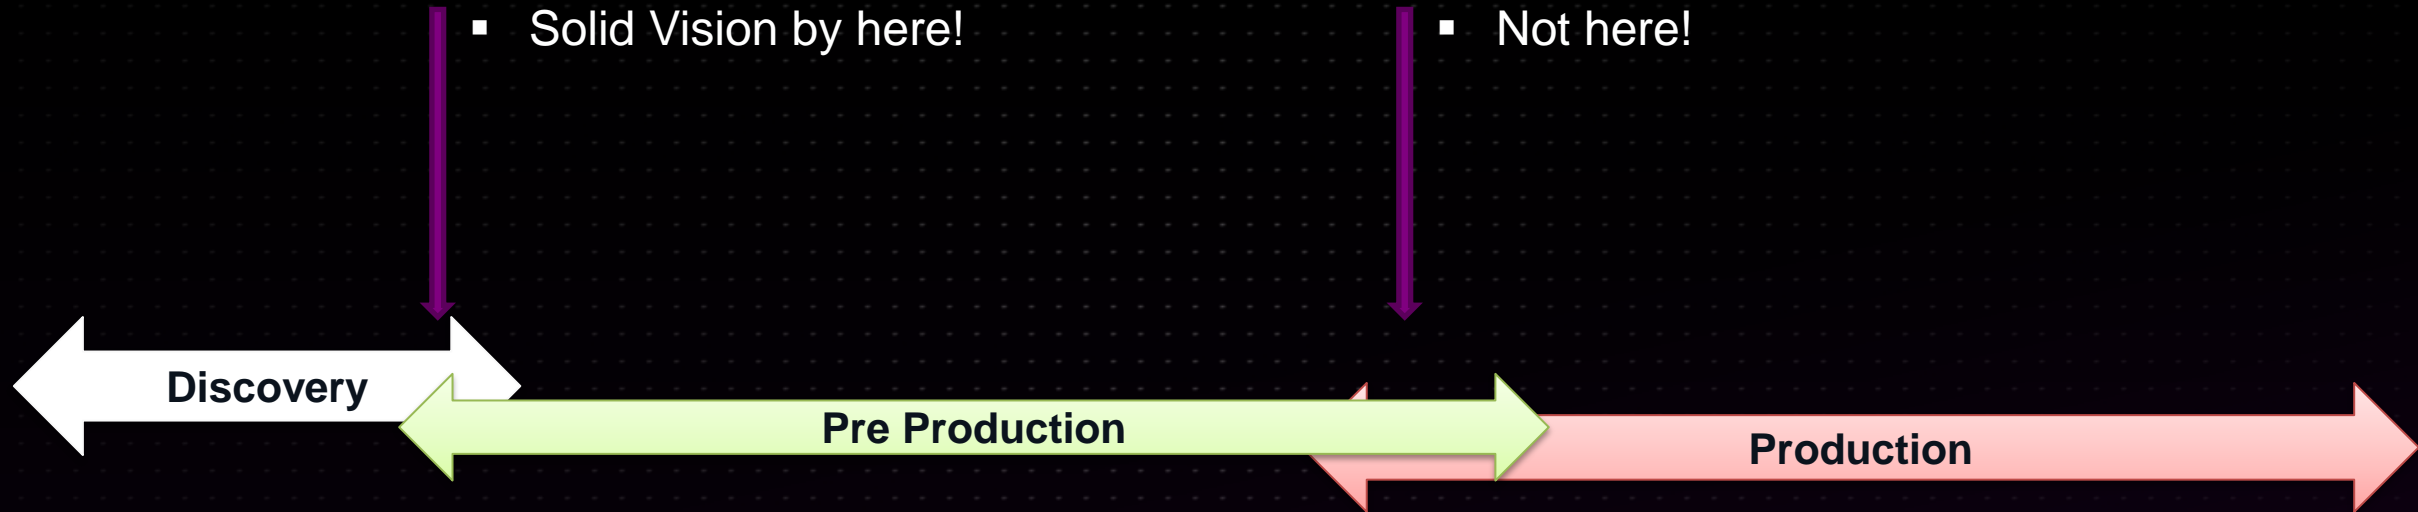 ▪ Solid Vision by here!
▪ Not here!
Discovery
Pre Production
Production